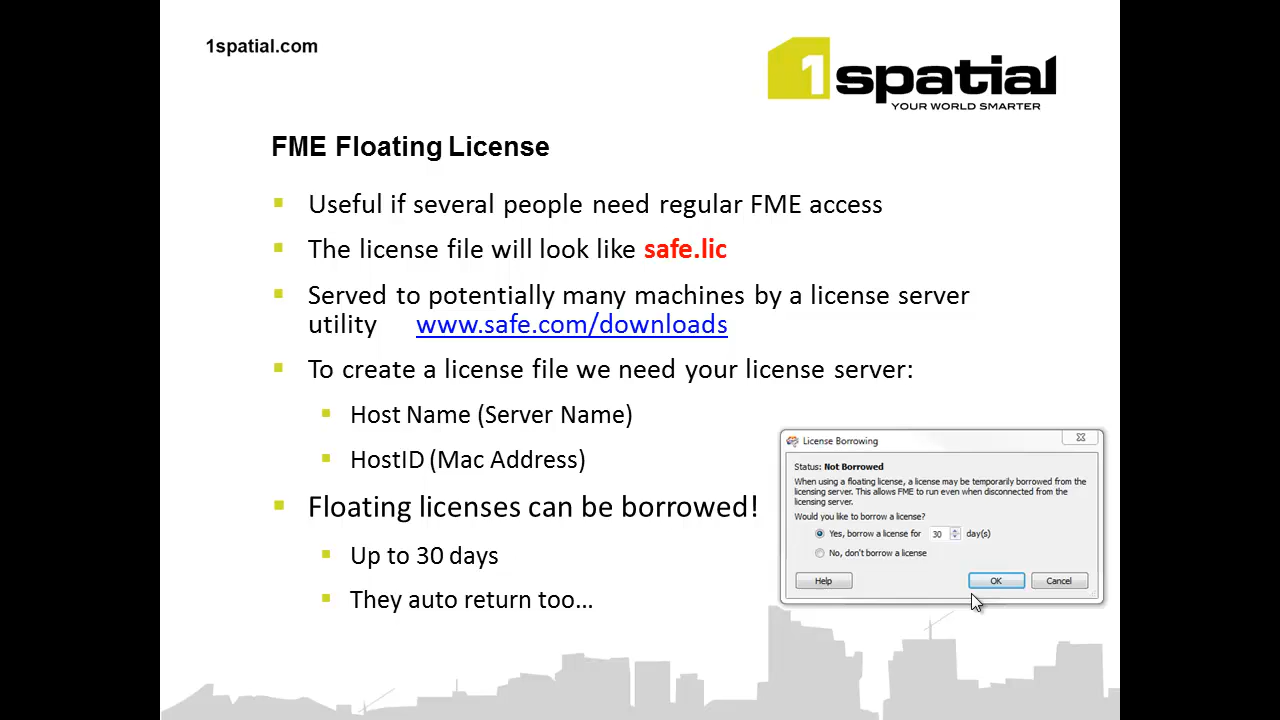 1spatial.com
1spatial
YOUR WORLD SMARTER
FME Floating License
Useful if several people need regular FME access
The license file will look like safe.lic
Served to potentially many machines by a license server
utility www.safe.com/downloads
To create a license file we need your license server:
Host Name (Server Name)
HostID (Mac Address)
Floating licenses can be borrowed!
Up to 30 days
They auto return too...
License Borrowing
Status: Not Borrowed
When using a floating license, a license may be temporarily borrowed from the
licensing server. This allows FME to run even when disconnected from the
licensing server.
Would you like to borrow a license?
Yes, borrow a license for 30 day(s)
No, don't borrow a license
Help OK Cancel